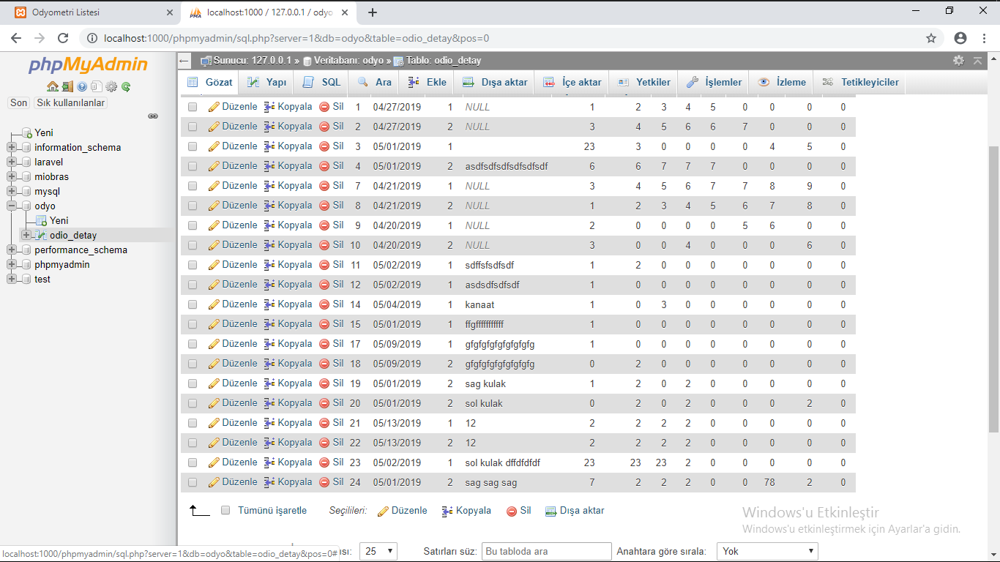 Odyometri Listesi
localhost:1000 / 127.0.0.1 / odyo
localhost:1000/phpmyadmin/sql.php?server=1&db=odyo&table=odio_detay&pos=0
phpMyAdmin
Son Sık kullanılanlar
Yeni
information_schema
laravel
miobras
mysql
odyo
Yeni
odio_detay
performance_schema
phpmyadmin
test
Sunucu: 127.0.0.1 » Veritabanı: odyo » Tablo: odio_detay
Gözat Yapı SQL Ara Ekle Dışa aktar İçe aktar Yetkiler İşlemler İzleme Tetikleyiciler
Düzenle Kopyala Sil 1 04/27/2019 1 NULL 1 2 3 4 5 0 0 0 0
Düzenle Kopyala Sil 2 04/27/2019 2 NULL 3 4 5 6 6 7 0 0 0
Düzenle Kopyala Sil 3 05/01/2019 1 23 3 0 0 0 0 4 5 0
Düzenle Kopyala Sil 4 05/01/2019 2 asdfsdfsdfsdfsdfsdf 6 6 7 7 7 0 0 0 0
Düzenle Kopyala Sil 7 04/21/2019 1 NULL 3 4 5 6 7 7 8 9 0
Düzenle Kopyala Sil 8 04/21/2019 2 NULL 1 2 3 4 5 6 7 8 0
Düzenle Kopyala Sil 9 04/20/2019 1 NULL 2 0 0 0 0 5 6 0 0
Düzenle Kopyala Sil 10 04/20/2019 2 NULL 3 0 0 4 0 0 0 6 0
Düzenle Kopyala Sil 11 05/02/2019 1 sdffsfsdfsdf 1 2 0 0 0 0 0 0 0
Düzenle Kopyala Sil 12 05/02/2019 1 asdsdfsdfsdf 1 0 0 0 0 0 0 0 0
Düzenle Kopyala Sil 14 05/04/2019 1 kanaat 1 0 3 0 0 0 0 0 0
Düzenle Kopyala Sil 15 05/01/2019 1 ffgfffffffffff 1 0 0 0 0 0 0 0 0
Düzenle Kopyala Sil 17 05/09/2019 1 gfgfgfgfgfgfgfgfg 1 0 0 0 0 0 0 0 0
Düzenle Kopyala Sil 18 05/09/2019 2 gfgfgfgfgfgfgfgfg 0 2 0 0 0 0 0 0 0
Düzenle Kopyala Sil 19 05/01/2019 2 sag kulak 1 2 0 2 0 0 0 0 0
Düzenle Kopyala Sil 20 05/01/2019 2 sol kulak 0 2 0 2 0 0 0 2 0
Düzenle Kopyala Sil 21 05/13/2019 1 12 2 2 2 2 0 0 0 0 0
Düzenle Kopyala Sil 22 05/13/2019 2 12 2 2 2 2 0 0 0 0 0
Düzenle Kopyala Sil 23 05/02/2019 1 sol kulak dffdfdfdf 23 23 23 2 0 0 0 0 0
Düzenle Kopyala Sil 24 05/01/2019 2 sag sag sag 7 2 2 2 0 0 78 2 0
Tümünü işaretle Seçilileri: Düzenle Kopyala Sil Dışa aktar
Windows'u Etkinleştir
Windows'u etkinleştirmek için Ayarlar'a gidin.
localhost:1000/phpmyadmin/sql.php?server=1&db=odyo&table=odio_detay&pos=0#
25 Satırları süz: Bu tabloda ara Anahtara göre sırala: Yok